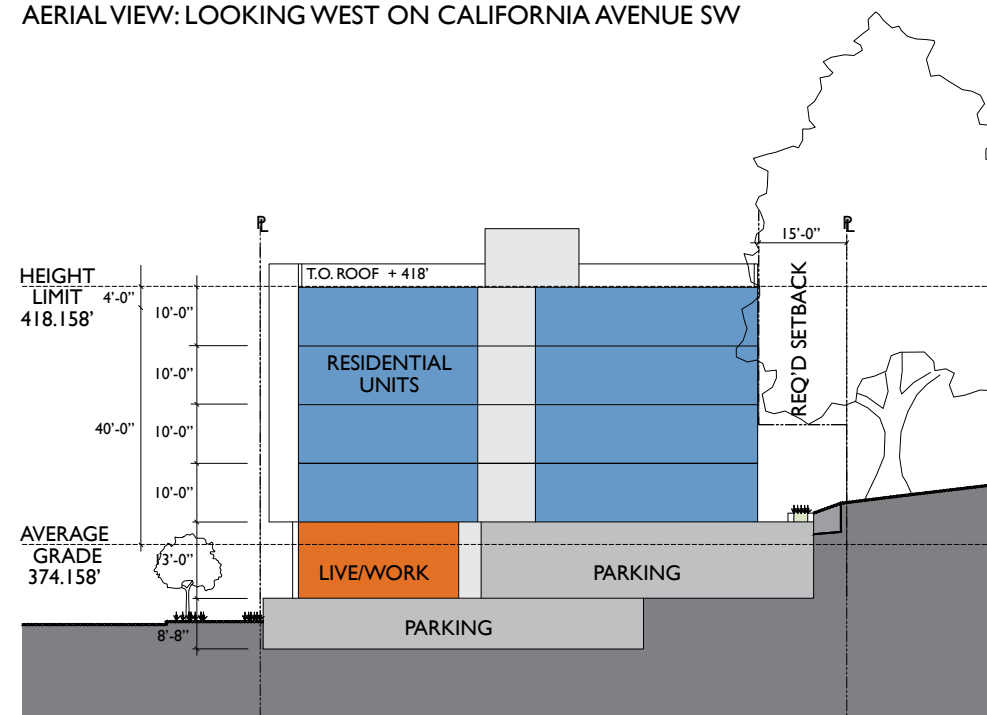 AERIAL VIEW: LOOKING WEST ON CALIFORNIA AVENUE SW
PL
PL
15'-0"
HEIGHT
LIMIT
418.158'
4'-0"
T.O. ROOF + 418'
10'-0"
REQ'D SETBACK
RESIDENTIAL
UNITS
10'-0"
40'-0"
10'-0"
10'-0"
AVERAGE
GRADE
374.158'
13'-0"
LIVE/WORK
PARKING
PARKING
8'-8"